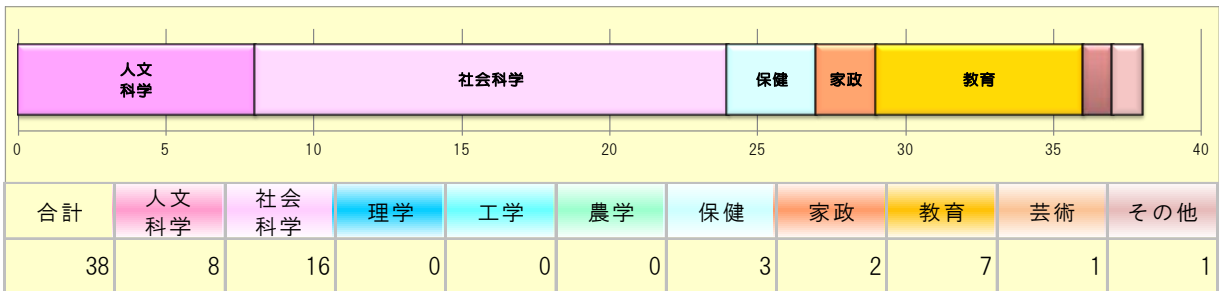 0 5 10 15 20 25 30 35 40
人文
科学
社会科学
保健
家政
教育
合計 人文科学 社会科学 理学 工学 農学 保健 家政 教育 芸術 その他
38 8 16 0 0 0 3 2 7 1 1